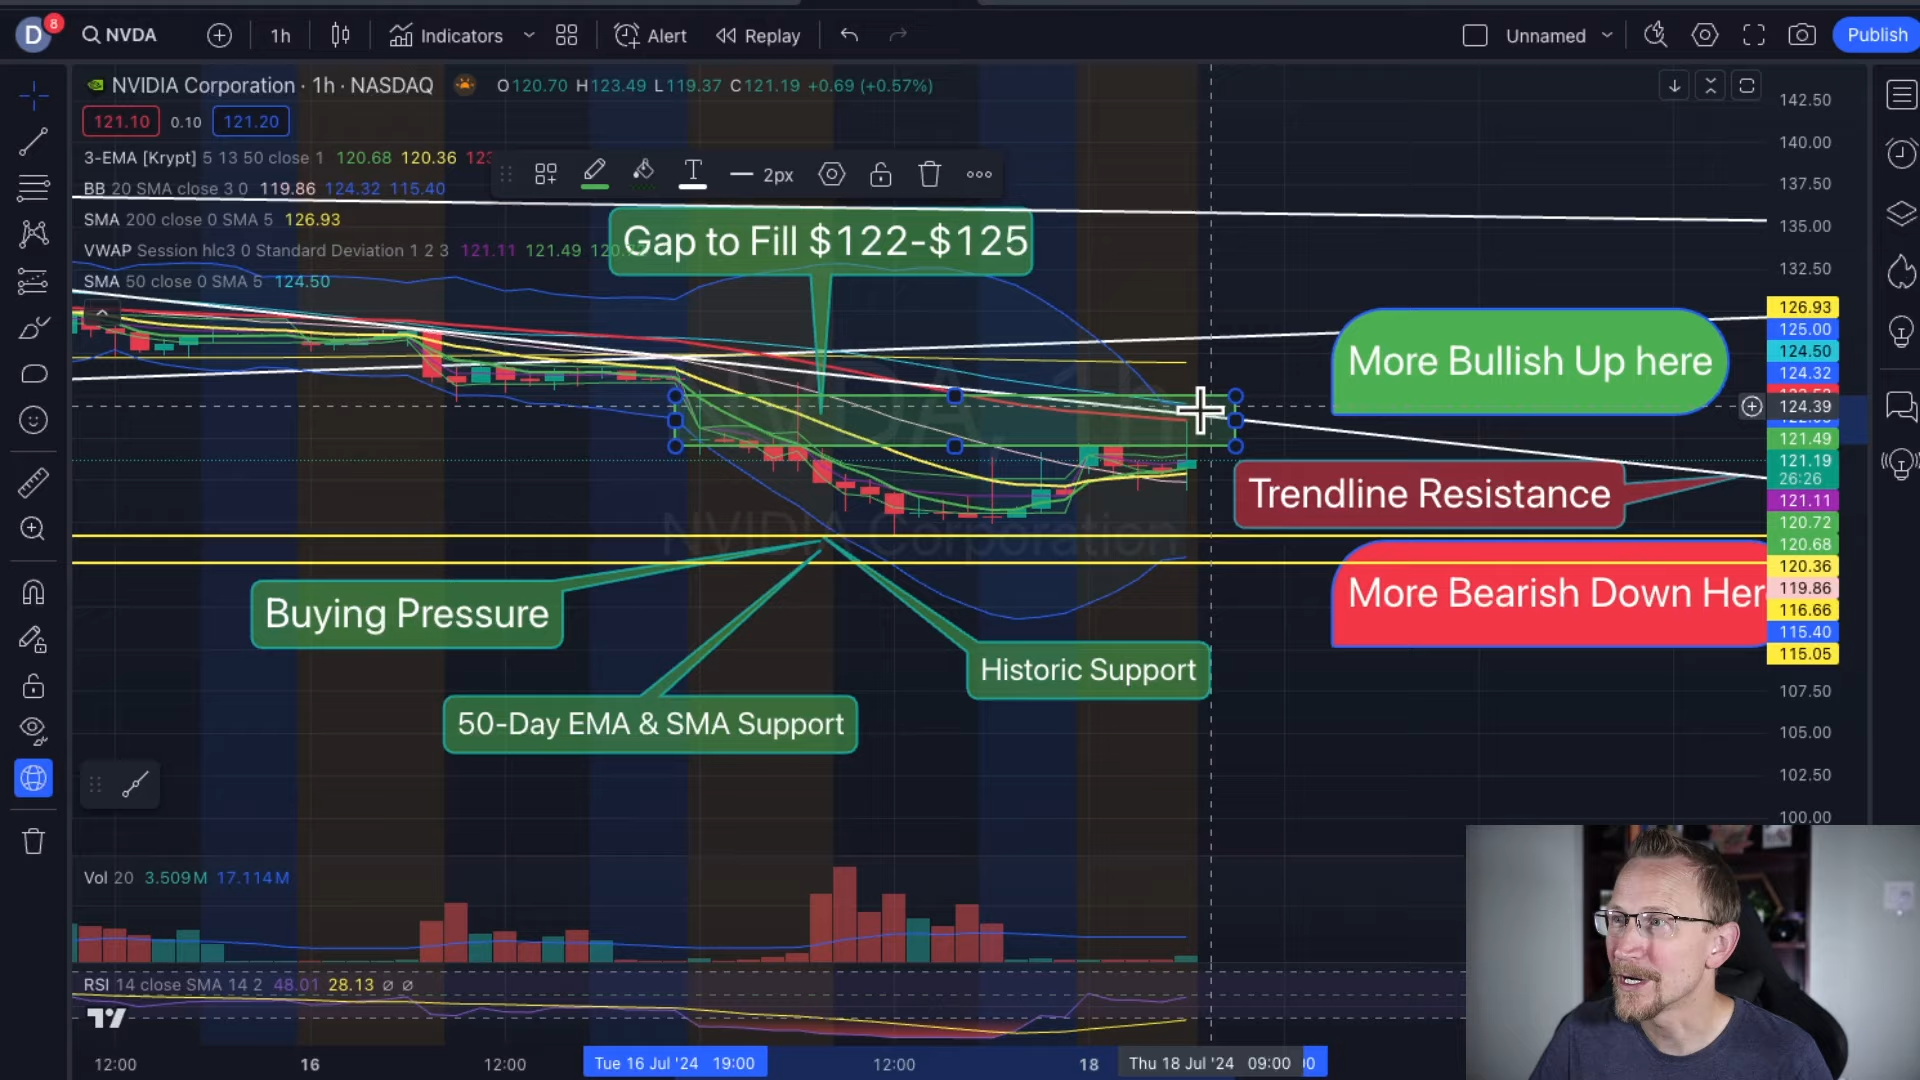 D 8 NVDA 1h Indicators Alert Replay Unnamed Publish
NVIDIA Corporation · 1h · NASDAQ O120.70 H123.49 L119.37 C121.19 +0.69 (+0.57%)
121.10 0.10 121.20
3-EMA [Krypt] 5 13 50 close 1 120.68 120.36
BB 20 SMA close 3 0 119.86 124.32 115.40
SMA 200 close 0 SMA 5 126.93
VWAP Session hlc3 0 Standard Deviation 1 2 3 121.11 121.49
SMA 50 close 0 SMA 5 124.50
2px
Gap to Fill $122-$125
More Bullish Up here
Trendline Resistance
More Bearish Down Her
Buying Pressure
Historic Support
50-Day EMA & SMA Support
NVIDIA Corporation
142.50
140.00
137.50
135.00
132.50
126.93
125.00
124.50
124.32
124.39
121.49
121.19
26:26
121.11
120.72
120.68
120.36
119.86
116.66
115.40
115.05
107.50
105.00
102.50
100.00
Vol 20 3.509M 17.114M
RSI 14 close SMA 14 2 48.01 28.13 ∅ ∅
12:00 16 12:00 Tue 16 Jul '24 19:00 12:00 18 Thu 18 Jul '24 09:00